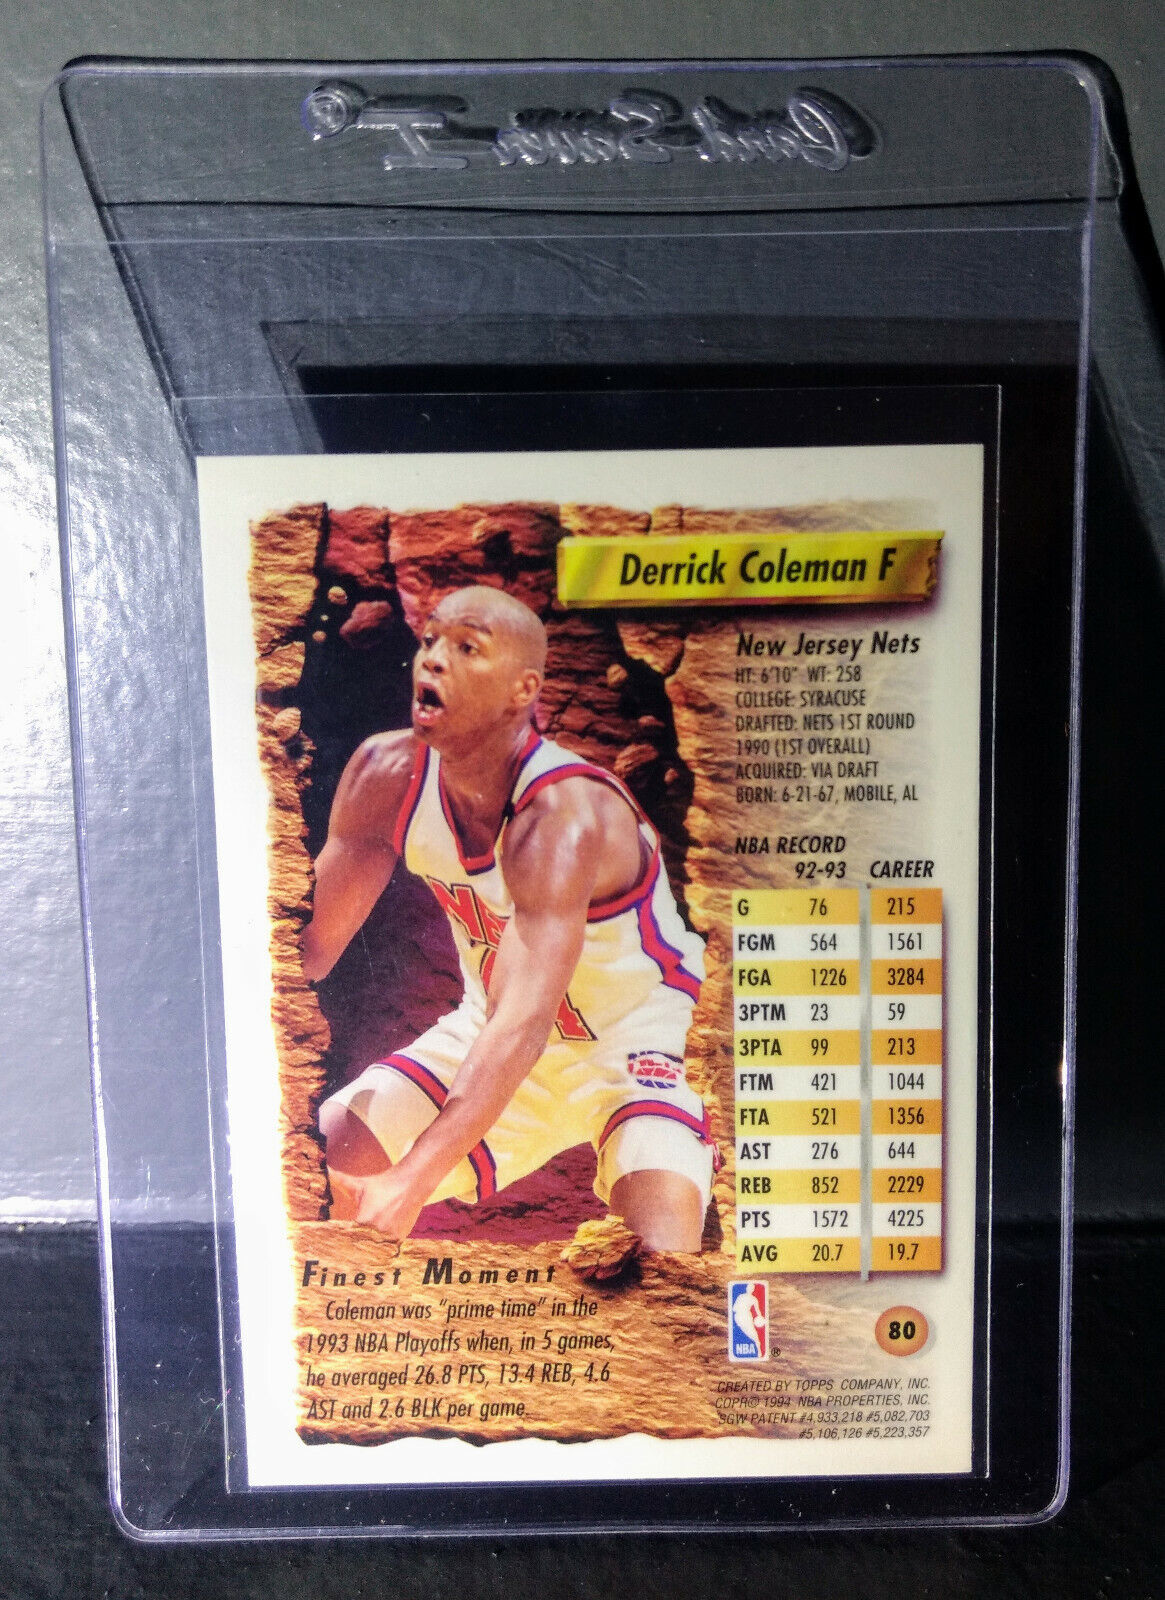 Card Saver I®
Derrick Coleman F
New Jersey Nets
HT: 6'10" WT: 258
COLLEGE: SYRACUSE
DRAFTED: NETS 1ST ROUND
1990 (1ST OVERALL)
ACQUIRED: VIA DRAFT
BORN: 6-21-67, MOBILE, AL
NBA RECORD
92-93 CAREER
G 76 215
FGM 564 1561
FGA 1226 3284
3PTM 23 59
3PTA 99 213
FTM 421 1044
FTA 521 1356
AST 276 644
REB 852 2229
PTS 1572 4225
AVG 20.7 19.7
Finest Moment
Coleman was "prime time" in the
1993 NBA Playoffs when, in 5 games,
he averaged 26.8 PTS, 13.4 REB, 4.6
AST and 2.6 BLK per game.
NBA ®
80
CREATED BY TOPPS COMPANY, INC.
COPR© 1994 NBA PROPERTIES, INC.
SGW PATENT #4,933,218 #5,082,703
#5,106,126 #5,223,357